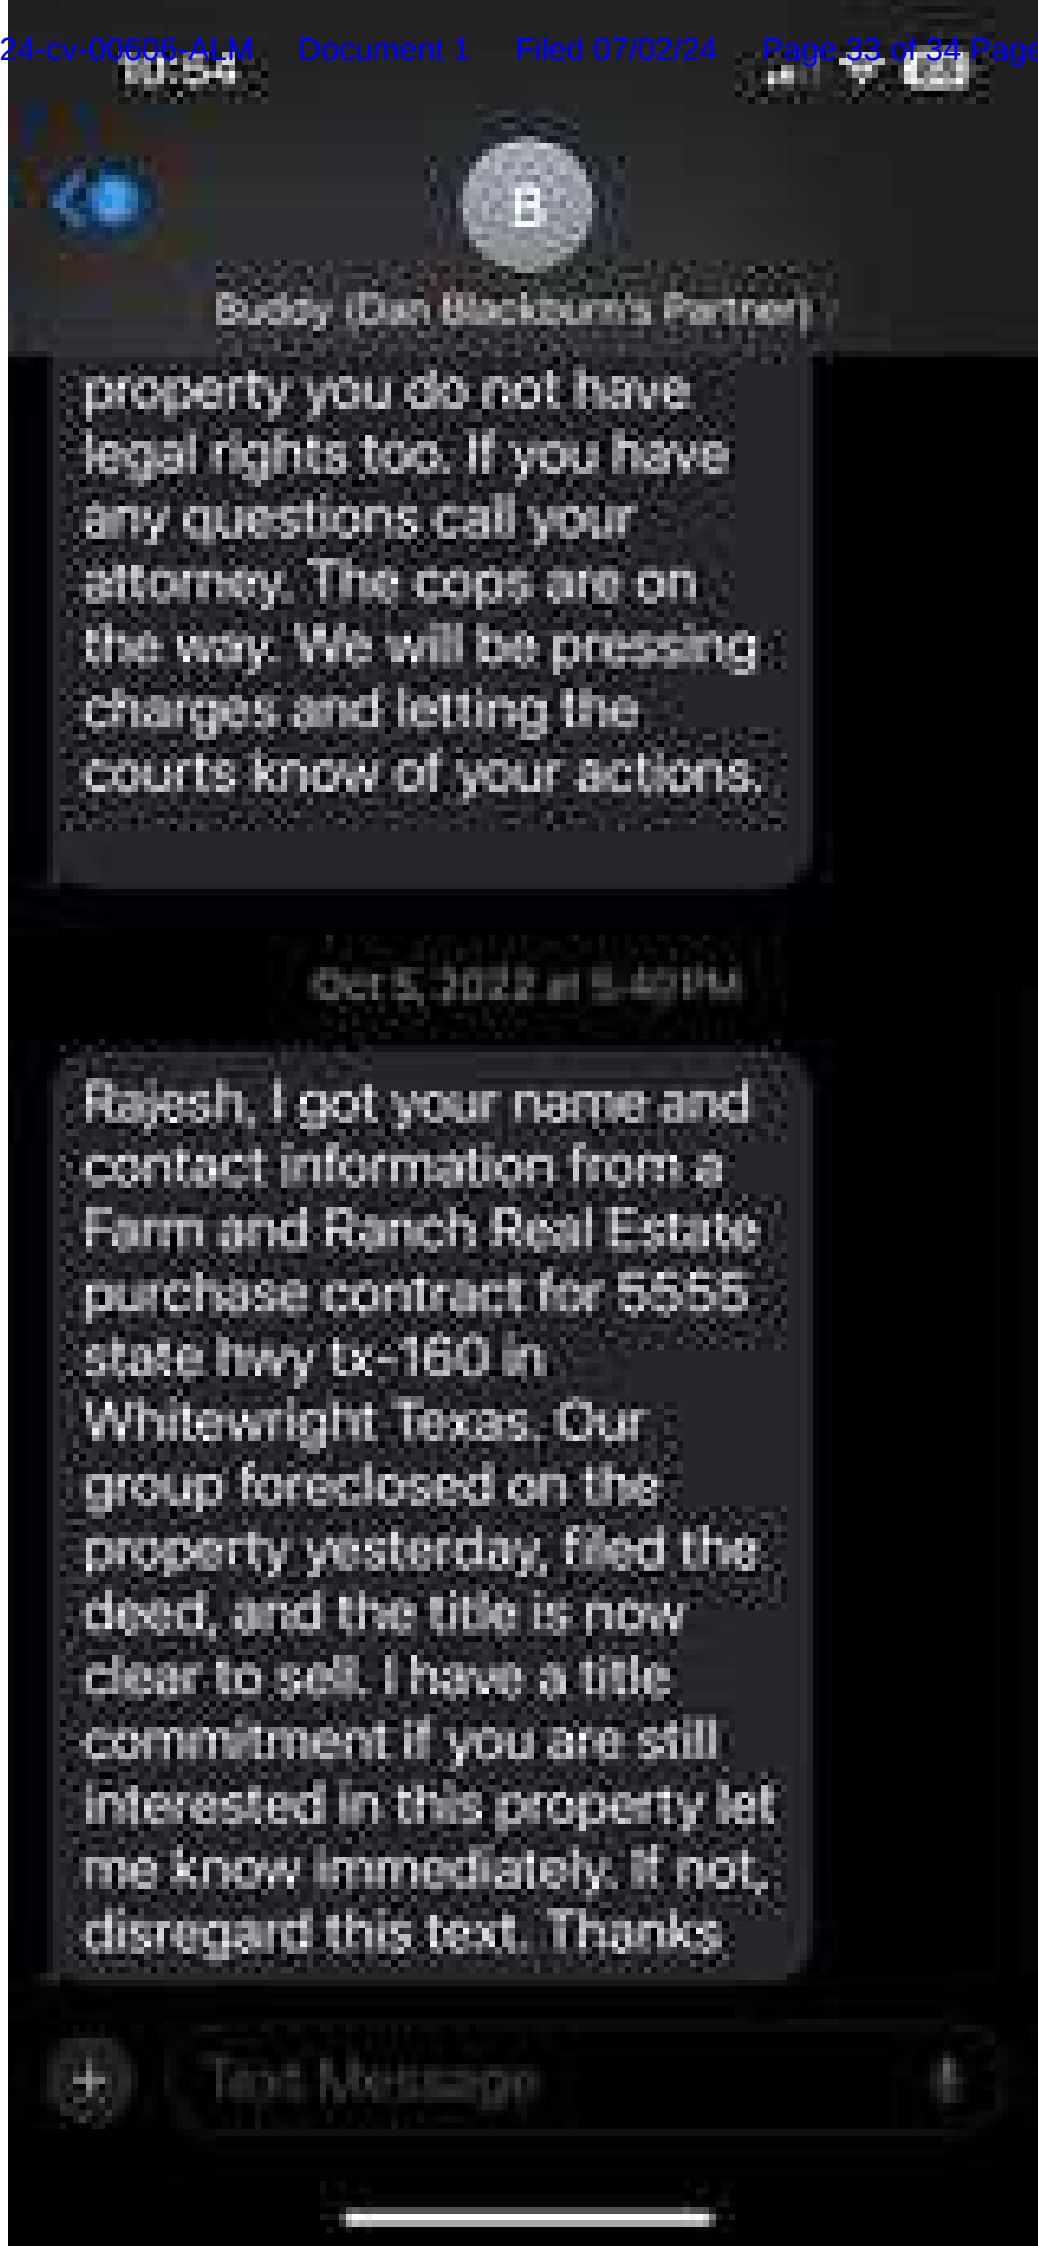 24-cv-00606-ALM Document 1 Filed 07/02/24 Page 33 of 34 Page
10:54
B
Buddy (Dan Blackburn's Partner)
property you do not have
legal rights too. If you have
any questions call your
attorney. The cops are on
the way. We will be pressing
charges and letting the
courts know of your actions.
Oct 5, 2022 at 5:40 PM
Rajesh, I got your name and
contact information from a
Farm and Ranch Real Estate
purchase contract for 5555
state hwy tx-160 in
Whitewright Texas. Our
group foreclosed on the
property yesterday, filed the
deed, and the title is now
clear to sell. I have a title
commitment if you are still
interested in this property let
me know immediately. If not,
disregard this text. Thanks
Text Message